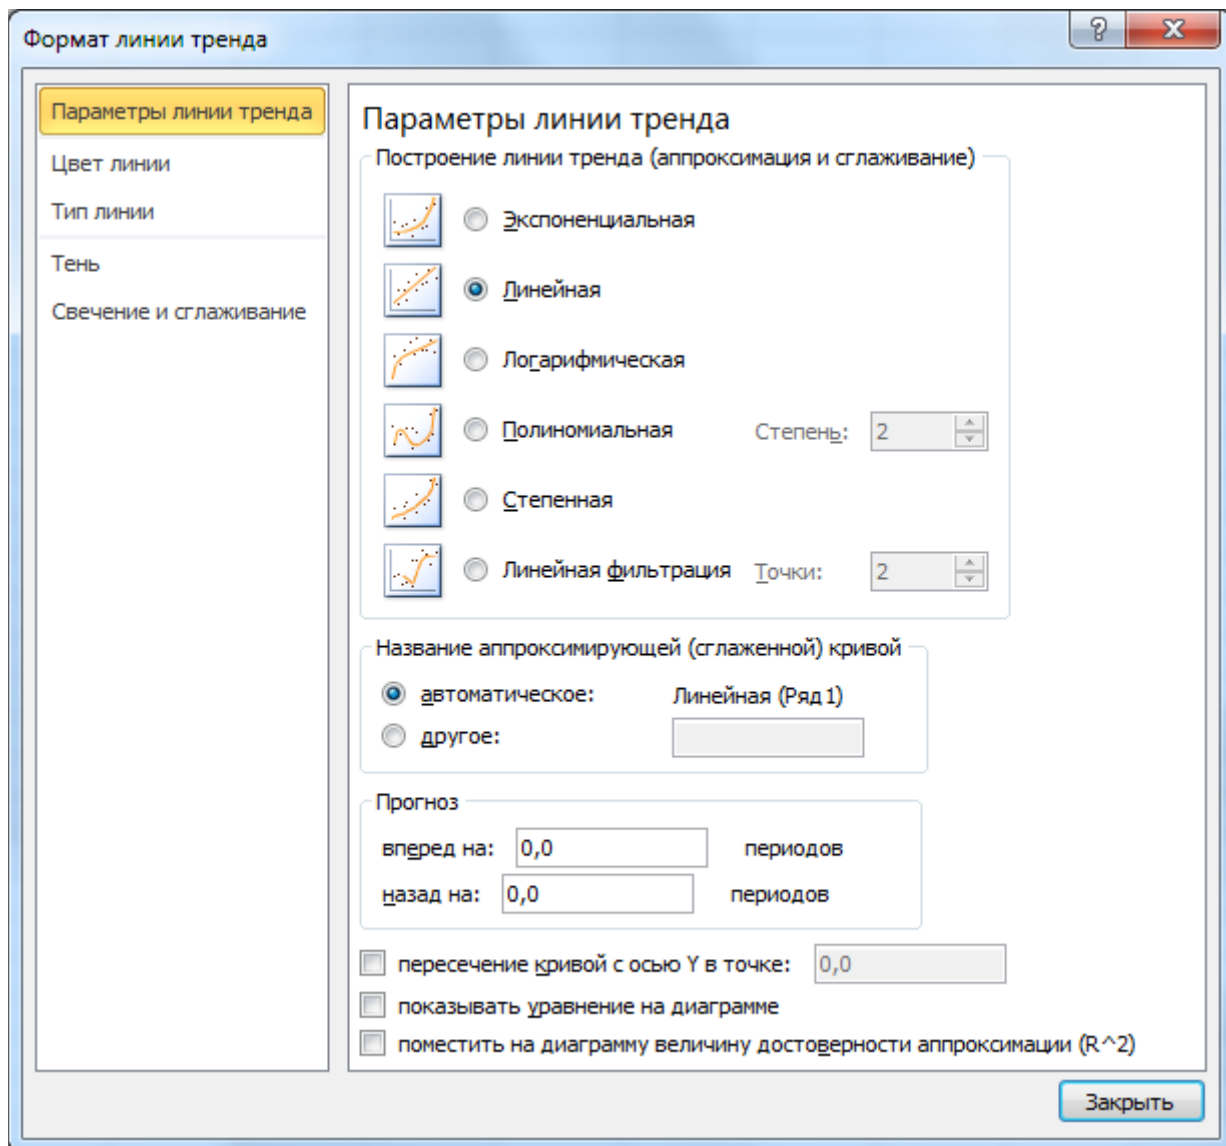 Формат линии тренда
Параметры линии тренда
Цвет линии
Тип линии
Тень
Свечение и сглаживание
Параметры линии тренда
Построение линии тренда (аппроксимация и сглаживание)
Экспоненциальная
Линейная
Логарифмическая
Полиномиальная Степень: 2
Степенная
Линейная фильтрация Точки: 2
Название аппроксимирующей (сглаженной) кривой
автоматическое: Линейная (Ряд1)
другое:
Прогноз
вперед на: 0,0 периодов
назад на: 0,0 периодов
пересечение кривой с осью Y в точке: 0,0
показывать уравнение на диаграмме
поместить на диаграмму величину достоверности аппроксимации (R^2)
Закрыть